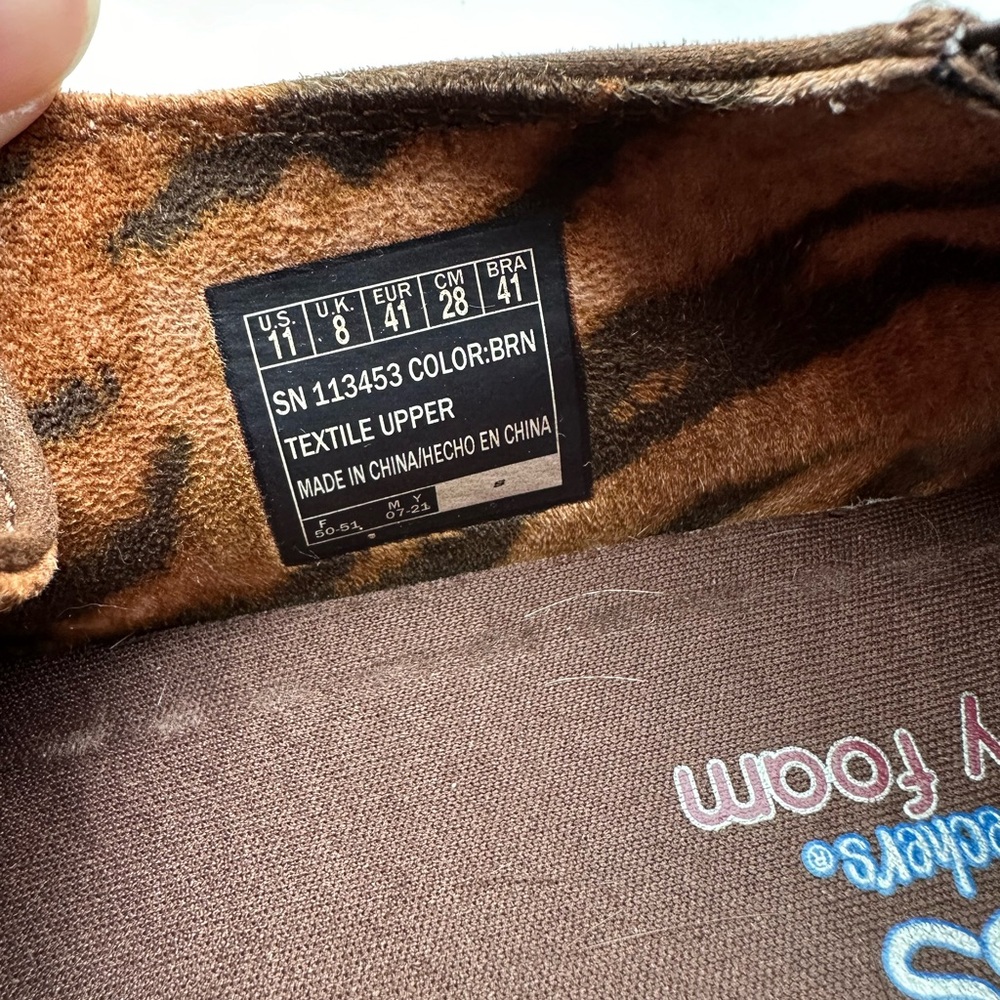 U.S. U.K. EUR CM BRA
11 8 41 28 41
SN 113453 COLOR:BRN
TEXTILE UPPER
MADE IN CHINA/HECHO EN CHINA
F M Y
50-51 07-21
y foam
echers®